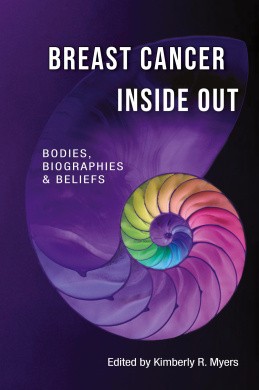 BREAST CANCER
INSIDE OUT
BODIES,
BIOGRAPHIES
& BELIEFS
Edited by Kimberly R. Myers